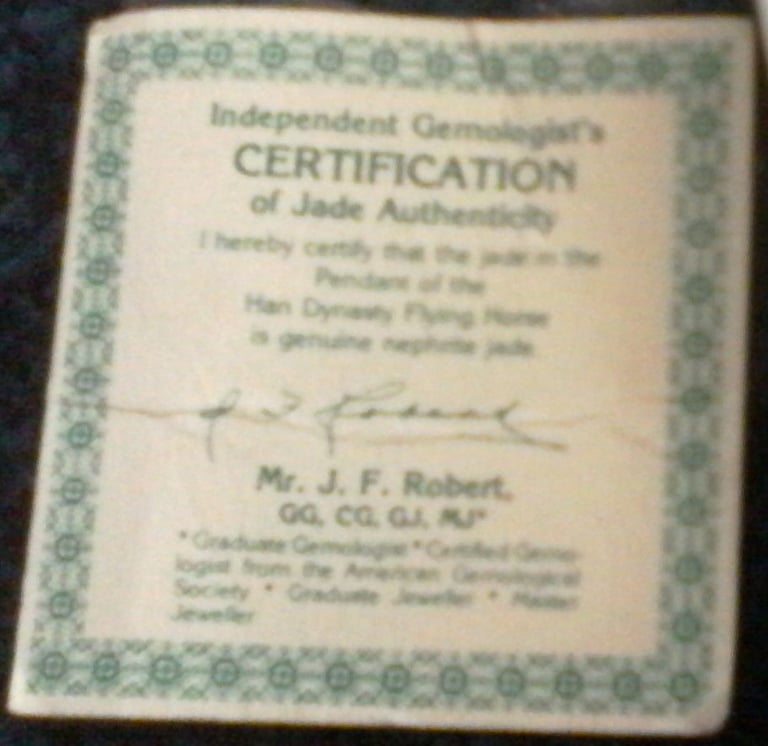 Independent Gemologist's
CERTIFICATION
of Jade Authenticity
I hereby certify that the jade in the
Pendant of the
Han Dynasty Flying Horse
is genuine nephrite jade.
J F Robert
Mr. J. F. Robert,
GG, CG, GJ, MJ*
* Graduate Gemologist * Certified Gemo-
logist from the American Gemological
Society * Graduate Jeweller * Master
Jeweller